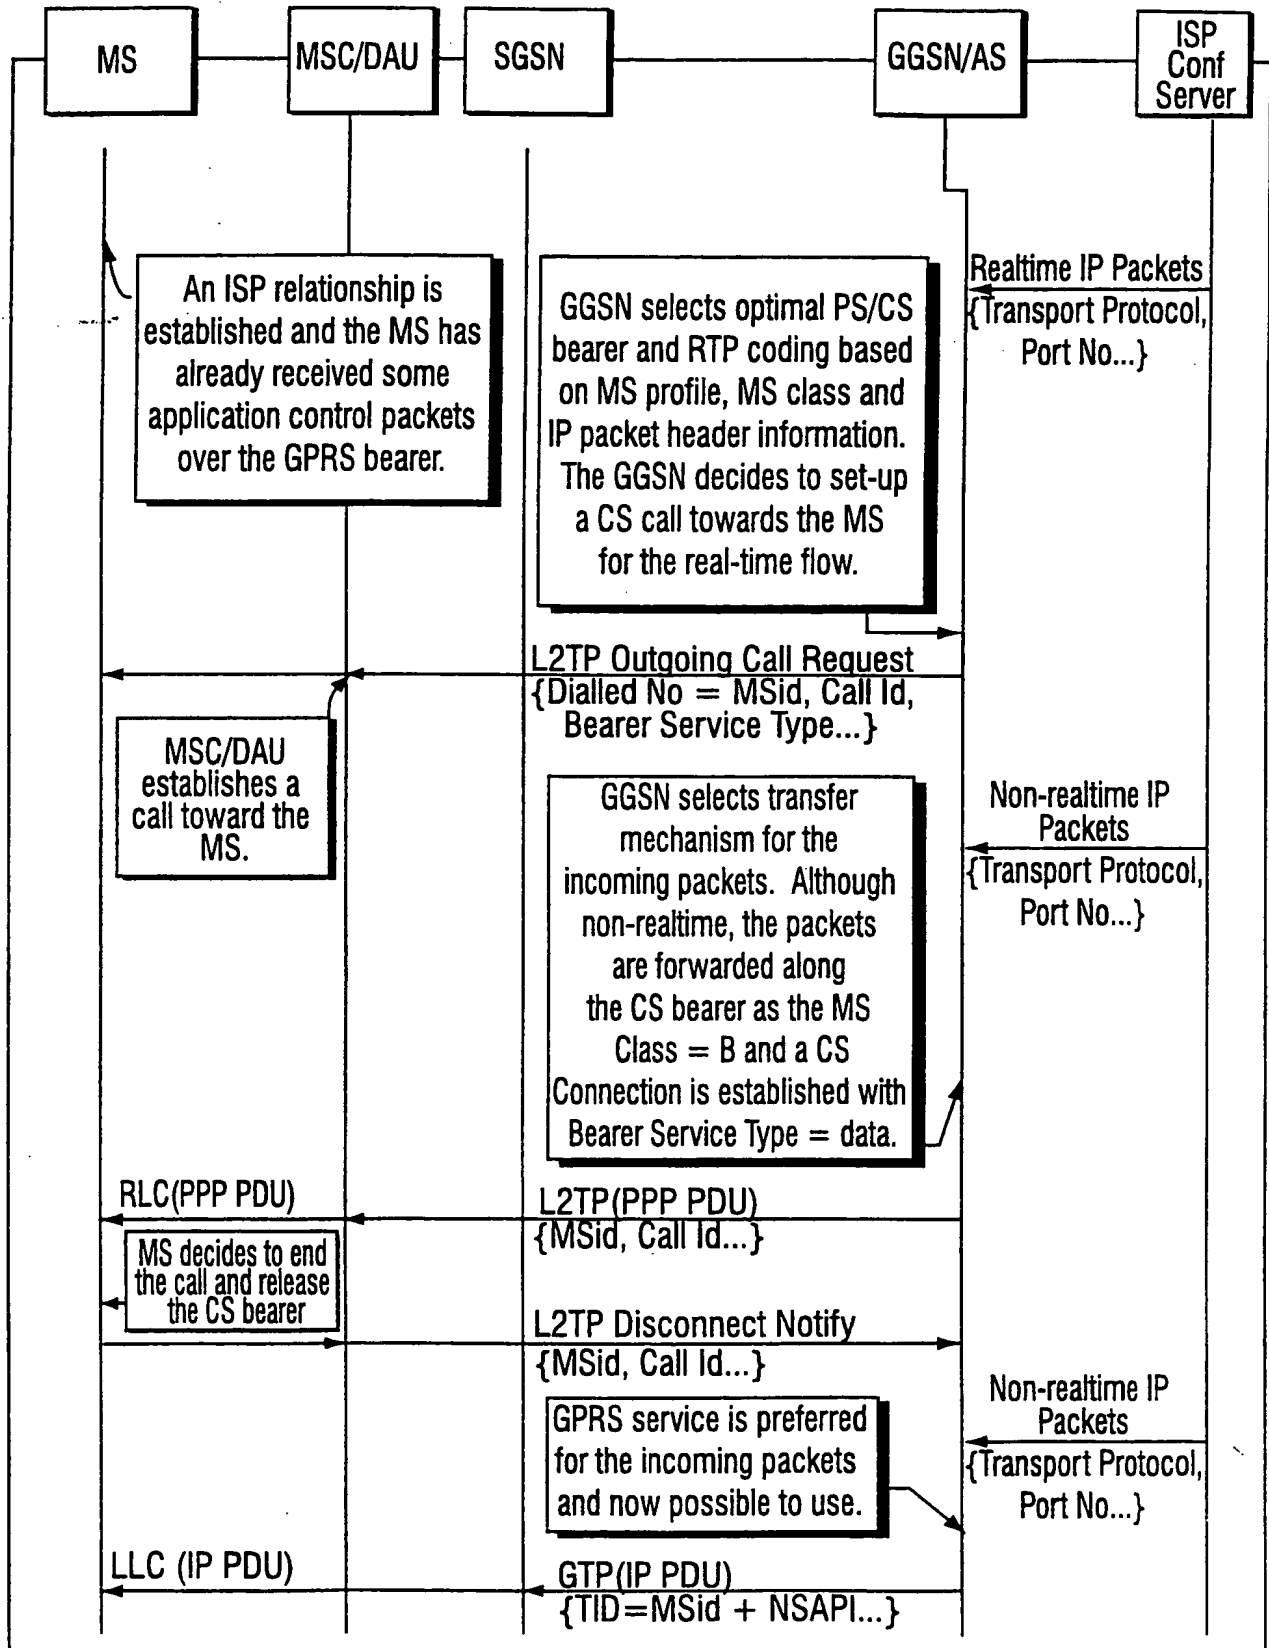 MS
MSC/DAU
SGSN
GGSN/AS
ISP
Conf
Server
An ISP relationship is
established and the MS has
already received some
application control packets
over the GPRS bearer.
GGSN selects optimal PS/CS
bearer and RTP coding based
on MS profile, MS class and
IP packet header information.
The GGSN decides to set-up
a CS call towards the MS
for the real-time flow.
Realtime IP Packets
{Transport Protocol,
Port No...}
L2TP Outgoing Call Request
{Dialled No = MSid, Call Id,
Bearer Service Type...}
MSC/DAU
establishes a
call toward the
MS.
GGSN selects transfer
mechanism for the
incoming packets. Although
non-realtime, the packets
are forwarded along
the CS bearer as the MS
Class = B and a CS
Connection is established with
Bearer Service Type = data.
Non-realtime IP
Packets
{Transport Protocol,
Port No...}
RLC(PPP PDU)
L2TP(PPP PDU)
{MSid, Call Id...}
MS decides to end
the call and release
the CS bearer
L2TP Disconnect Notify
{MSid, Call Id...}
GPRS service is preferred
for the incoming packets
and now possible to use.
Non-realtime IP
Packets
{Transport Protocol,
Port No...}
LLC (IP PDU)
GTP(IP PDU)
{TID=MSid + NSAPI...}